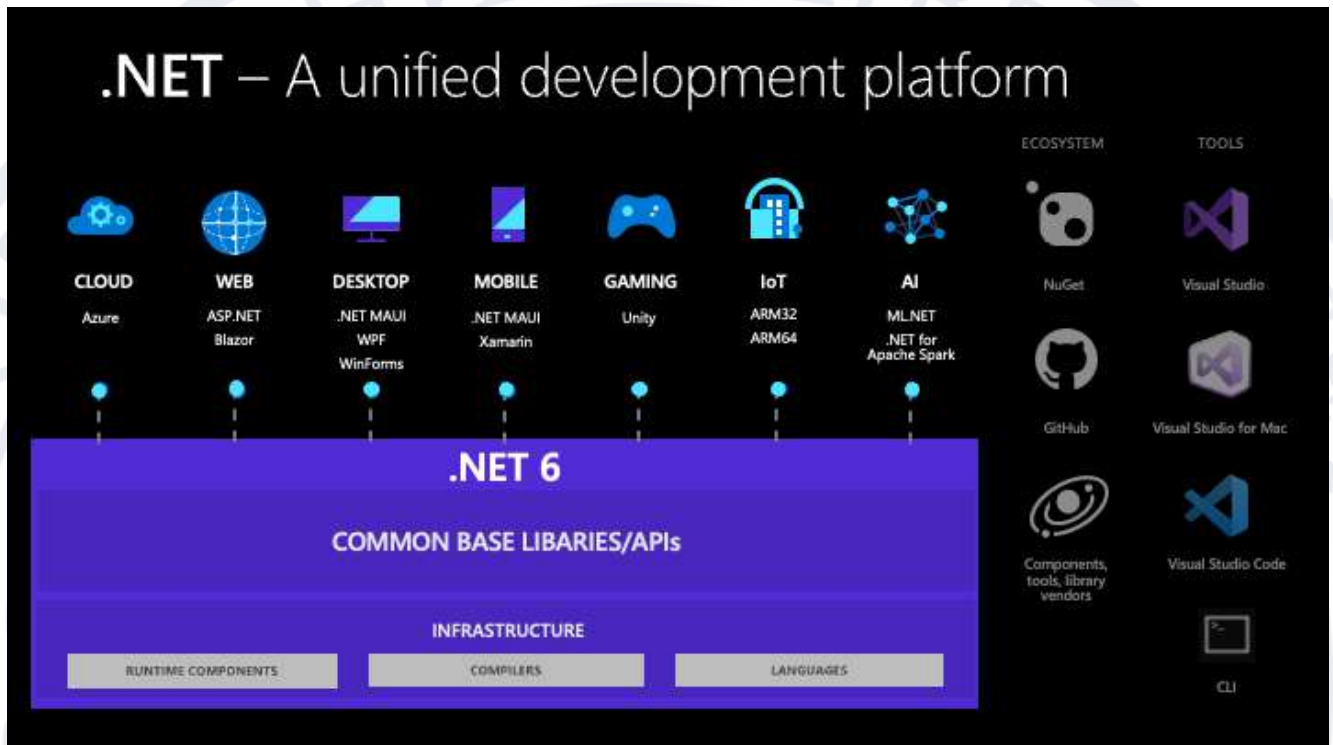 .NET – A unified development platform
ECOSYSTEM
TOOLS
CLOUD
Azure
WEB
ASP.NET
Blazor
DESKTOP
.NET MAUI
WPF
WinForms
MOBILE
.NET MAUI
Xamarin
GAMING
Unity
IoT
ARM32
ARM64
AI
ML.NET
.NET for
Apache Spark
NuGet
Visual Studio
GitHub
Visual Studio for Mac
Components,
tools, library
vendors
Visual Studio Code
>_
CLI
.NET 6
COMMON BASE LIBARIES/APIs
INFRASTRUCTURE
RUNTIME COMPONENTS
COMPILERS
LANGUAGES